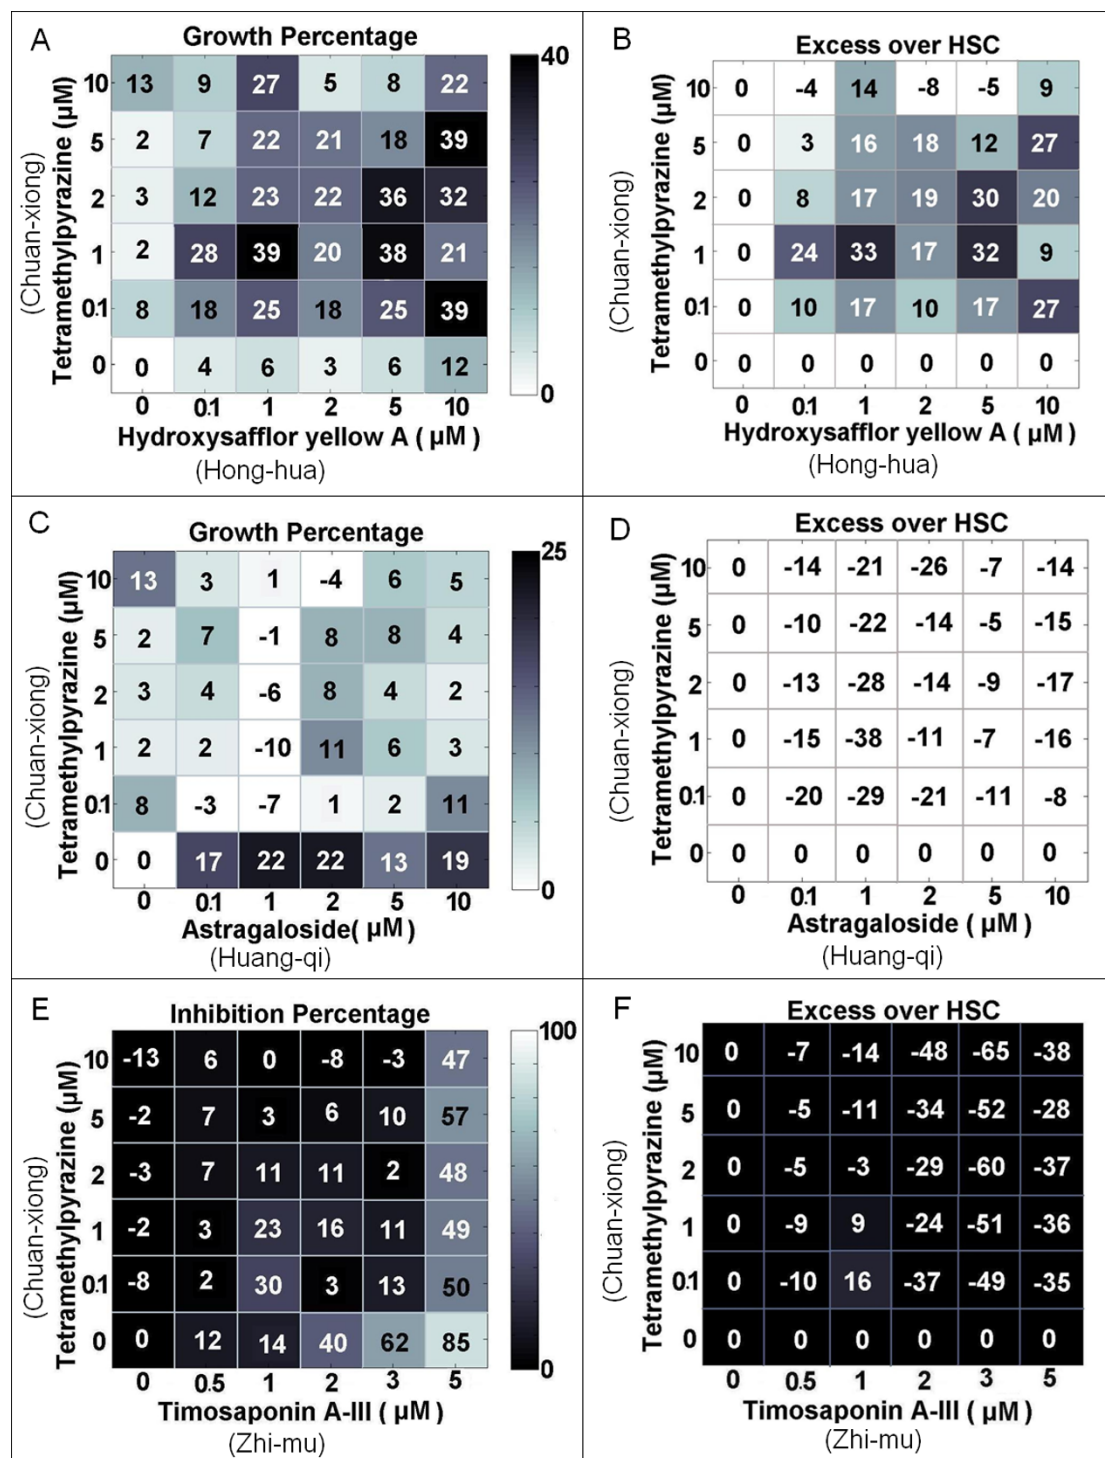 A
Growth Percentage
(Chuan-xiong)
Tetramethylpyrazine (µM)
10 13 9 27 5 8 22
5 2 7 22 21 18 39
2 3 12 23 22 36 32
1 2 28 39 20 38 21
0.1 8 18 25 18 25 39
0 0 4 6 3 6 12
0 0.1 1 2 5 10
40
0
Hydroxysafflor yellow A ( µM )
(Hong-hua)
B
Excess over HSC
(Chuan-xiong)
Tetramethylpyrazine (µM)
10 0 -4 14 -8 -5 9
5 0 3 16 18 12 27
2 0 8 17 19 30 20
1 0 24 33 17 32 9
0.1 0 10 17 10 17 27
0 0 0 0 0 0 0
0 0.1 1 2 5 10
Hydroxysafflor yellow A ( µM )
(Hong-hua)
C
Growth Percentage
(Chuan-xiong)
Tetramethylpyrazine (µM)
10 13 3 1 -4 6 5
5 2 7 -1 8 8 4
2 3 4 -6 8 4 2
1 2 2 -10 11 6 3
0.1 8 -3 -7 1 2 11
0 0 17 22 22 13 19
0 0.1 1 2 5 10
25
0
Astragaloside( µM )
(Huang-qi)
D
Excess over HSC
(Chuan-xiong)
Tetramethylpyrazine (µM)
10 0 -14 -21 -26 -7 -14
5 0 -10 -22 -14 -5 -15
2 0 -13 -28 -14 -9 -17
1 0 -15 -38 -11 -7 -16
0.1 0 -20 -29 -21 -11 -8
0 0 0 0 0 0 0
0 0.1 1 2 5 10
Astragaloside ( µM )
(Huang-qi)
E
Inhibition Percentage
(Chuan-xiong)
Tetramethylpyrazine (µM)
10 -13 6 0 -8 -3 47
5 -2 7 3 6 10 57
2 -3 7 11 11 2 48
1 -2 3 23 16 11 49
0.1 -8 2 30 3 13 50
0 0 12 14 40 62 85
0 0.5 1 2 3 5
100
0
Timosaponin A-III ( µM )
(Zhi-mu)
F
Excess over HSC
(Chuan-xiong)
Tetramethylpyrazine (µM)
10 0 -7 -14 -48 -65 -38
5 0 -5 -11 -34 -52 -28
2 0 -5 -3 -29 -60 -37
1 0 -9 9 -24 -51 -36
0.1 0 -10 16 -37 -49 -35
0 0 0 0 0 0 0
0 0.5 1 2 3 5
Timosaponin A-III ( µM )
(Zhi-mu)